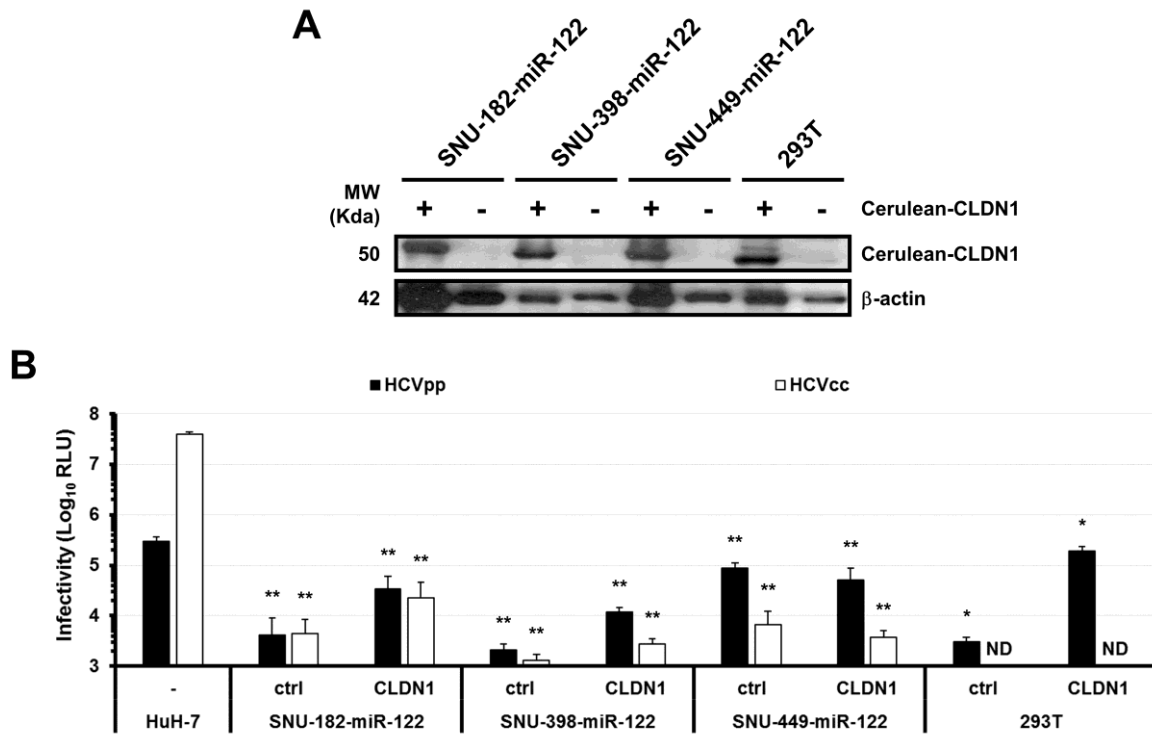 A
SNU-182-miR-122
SNU-398-miR-122
SNU-449-miR-122
293T
MW
(Kda)
+ - + - + - + - Cerulean-CLDN1
50 Cerulean-CLDN1
42 β-actin
B
HCVpp HCVcc
Infectivity (Log10 RLU)
8
7
6
5
4
3
** ** ** ** ** ** ** ** ** ** ** ** * ND * ND
- ctrl CLDN1 ctrl CLDN1 ctrl CLDN1 ctrl CLDN1
HuH-7 SNU-182-miR-122 SNU-398-miR-122 SNU-449-miR-122 293T